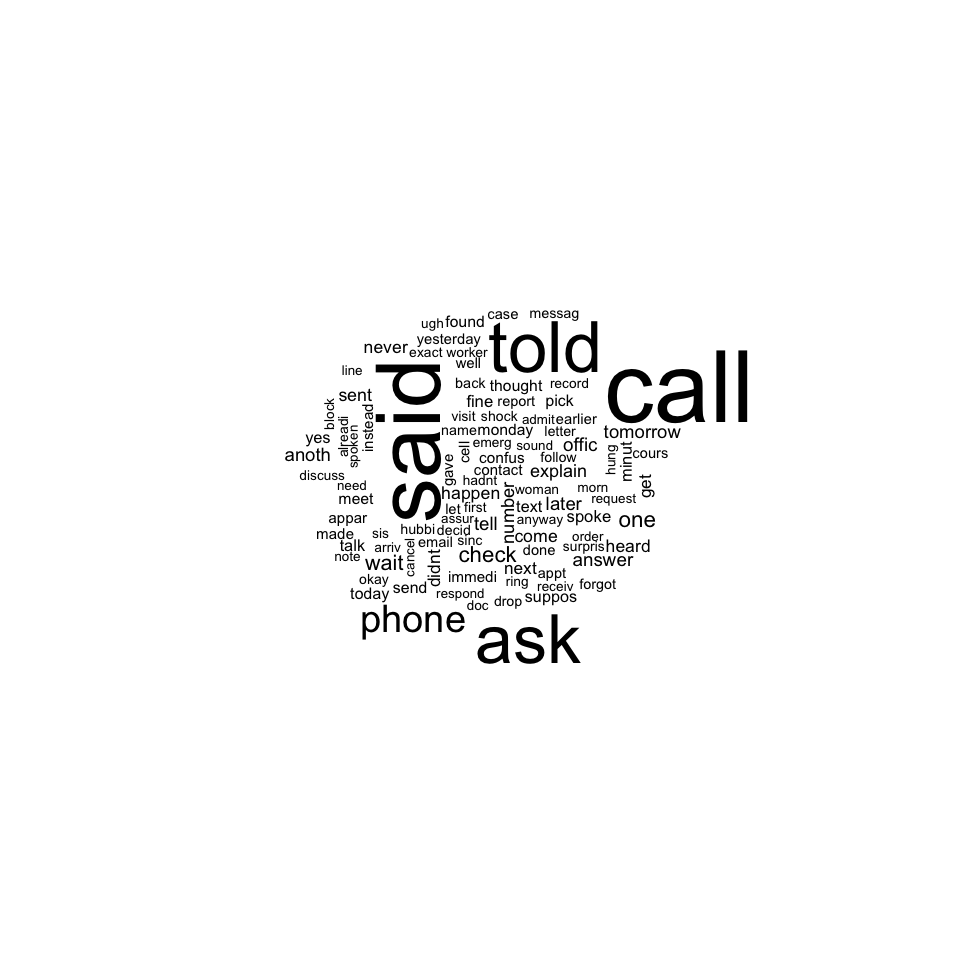 case
messag
ugh
found
yesterday
told
never
exact
worker
well
call
line
said
back
thought
record
sent
fine
report
pick
block
visit
shock
admit
earlier
alreadi
spoken
instead
name
monday
letter
tomorrow
yes
emerg
sound
offic
cell
hung
minut
cours
anoth
confus
follow
gave
contact
explain
discuss
hadnt
need
happen
number
woman
morn
get
meet
request
let
first
text
later
appar
assur
tell
anyway
spoke
one
made
sis
hubbi
decid
come
order
talk
arriv
cancel
email
sinc
surpris
heard
note
didnt
check
done
answer
wait
next
appt
okay
immedi
ring
today
send
respond
receiv
forgot
doc
drop
suppos
phone
ask